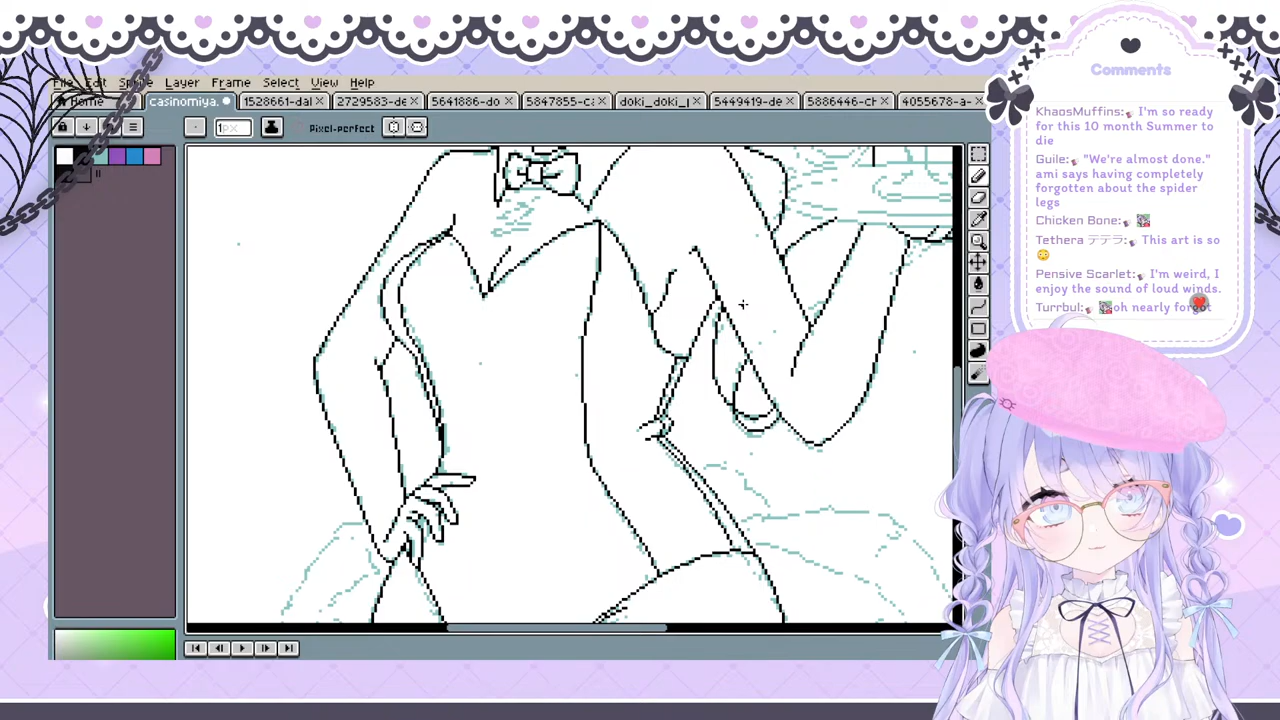 File Edit Sprite Layer Frame Select View Help
Home casinomiya. 1528661-dal 2729583-de 5641886-do 5847855-c doki_doki_ 5449419-de 5886446-ch 4055678-a
1px Pixel-perfect
Comments
KhaosMuffins: I'm so ready
for this 10 month Summer to
die
Guile: "We're almost done."
ami says having completely
forgotten about the spider
legs
Chicken Bone:
Tethera テテラ: This art is so
Pensive Scarlet: I'm weird, I
enjoy the sound of loud winds.
Turrbul: oh nearly forgot